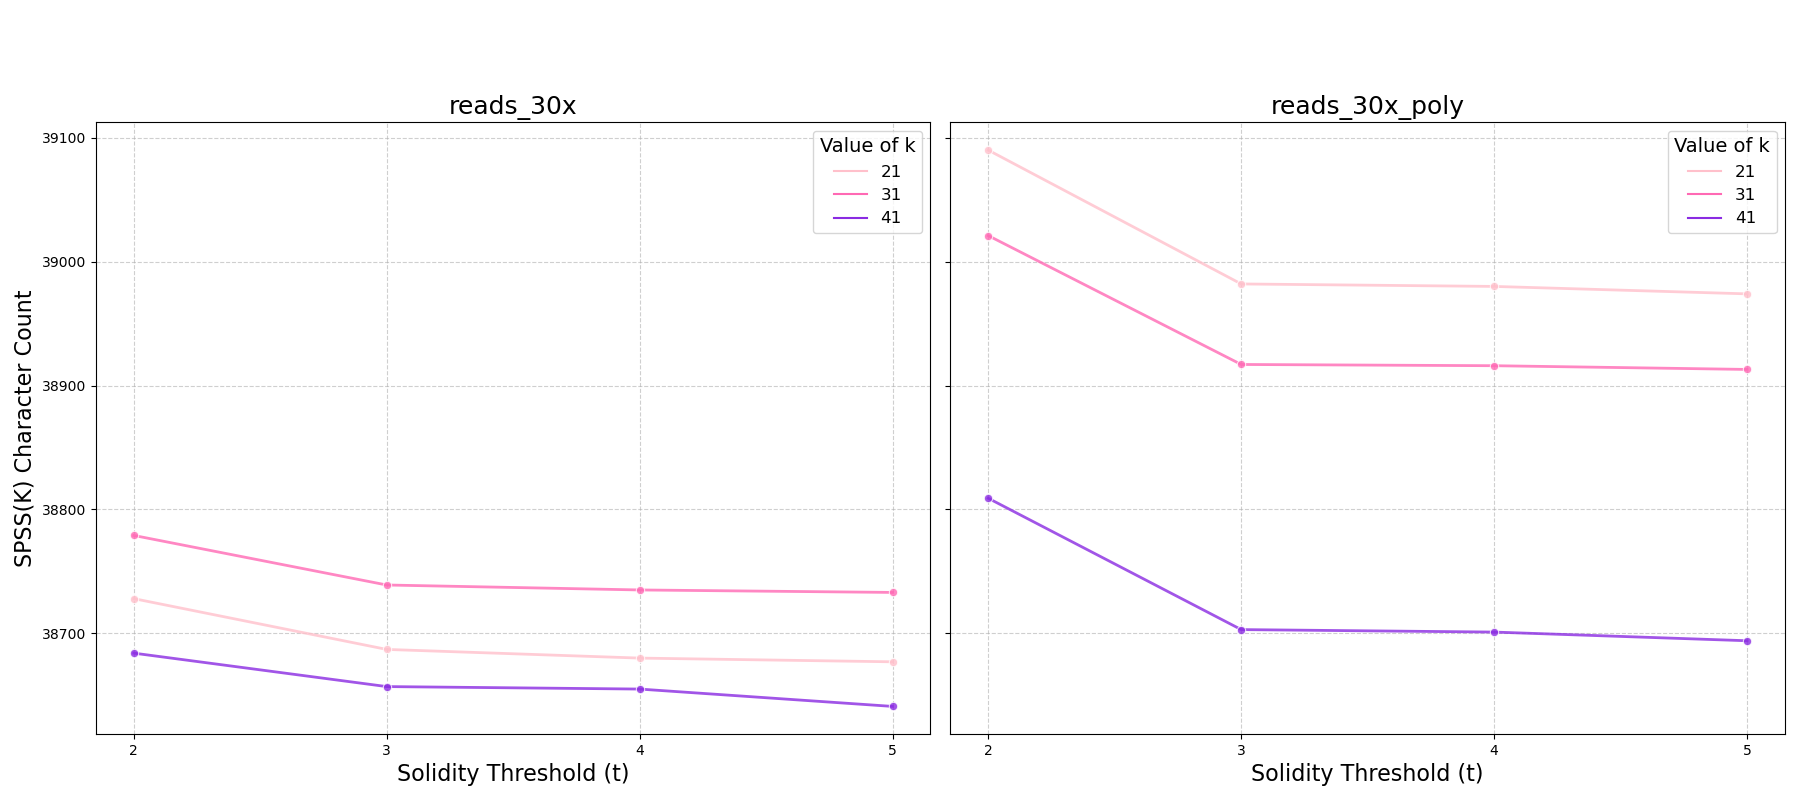 reads_30x
reads_30x_poly
SPSS(K) Character Count
39100
39000
38900
38800
38700
Value of k
21
31
41
Value of k
21
31
41
2 3 4 5
2 3 4 5
Solidity Threshold (t)
Solidity Threshold (t)